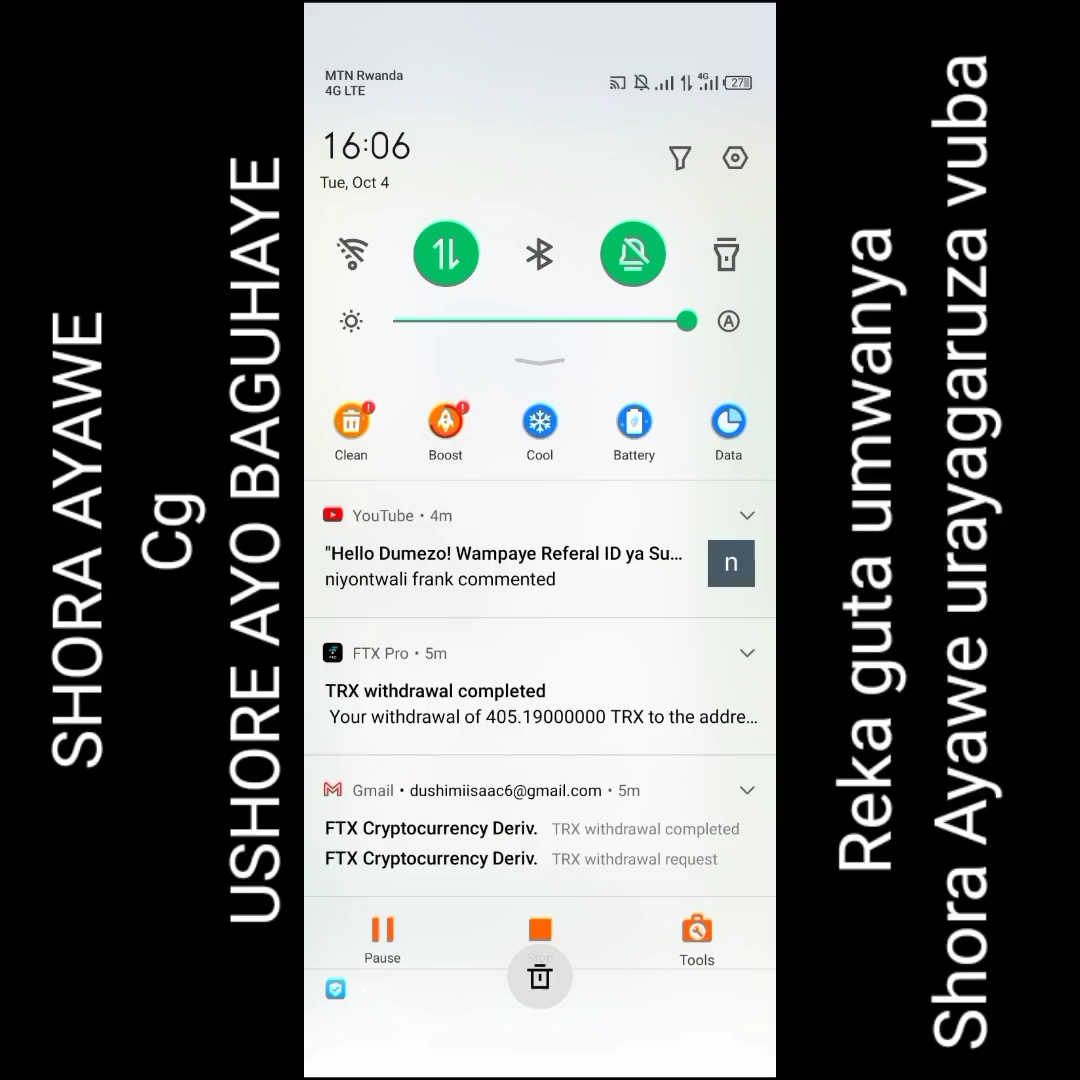 SHORA AYAWE
Cg
USHORE AYO BAGUHAYE
MTN Rwanda
4G LTE
4G
27
16:06
Tue, Oct 4
A
Clean
Boost
Cool
Battery
Data
YouTube • 4m
"Hello Dumezo! Wampaye Referal ID ya Su...
niyontwali frank commented
n
FTX Pro • 5m
TRX withdrawal completed
Your withdrawal of 405.19000000 TRX to the addre...
Gmail • dushimiisaac6@gmail.com • 5m
FTX Cryptocurrency Deriv. TRX withdrawal completed
FTX Cryptocurrency Deriv. TRX withdrawal request
Pause
Stop
Tools
Reka guta umwanya
Shora Ayawe urayagaruza vuba